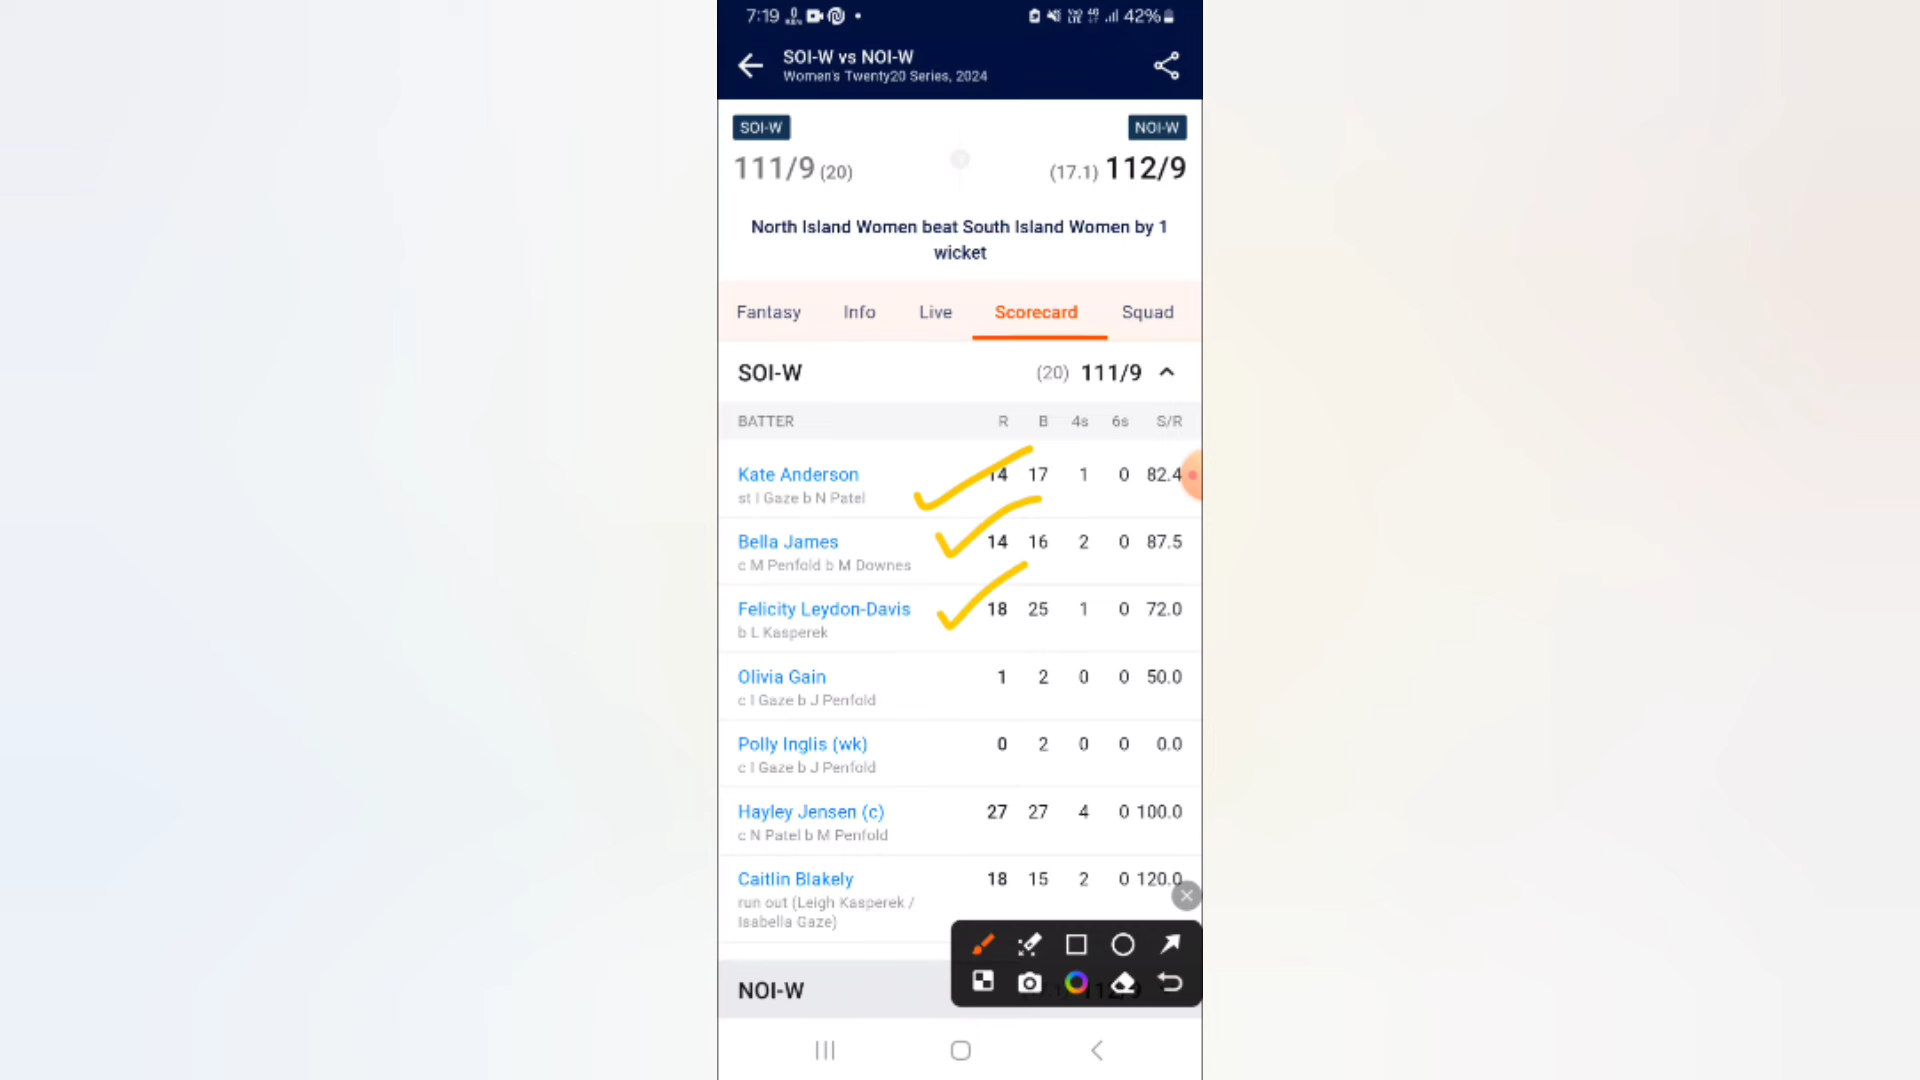 7:19 42%
SOI-W vs NOI-W
Women's Twenty20 Series, 2024
SOI-W NOI-W
111/9 (20) (17.1) 112/9
North Island Women beat South Island Women by 1
wicket
Fantasy Info Live Scorecard Squad
SOI-W (20) 111/9
BATTER R B 4s 6s S/R
Kate Anderson 14 17 1 0 82.4
st I Gaze b N Patel
Bella James 14 16 2 0 87.5
c M Penfold b M Downes
Felicity Leydon-Davis 18 25 1 0 72.0
b L Kasperek
Olivia Gain 1 2 0 0 50.0
c I Gaze b J Penfold
Polly Inglis (wk) 0 2 0 0 0.0
c I Gaze b J Penfold
Hayley Jensen (c) 27 27 4 0 100.0
c N Patel b M Penfold
Caitlin Blakely 18 15 2 0 120.0
run out (Leigh Kasperek /
Isabella Gaze)
NOI-W